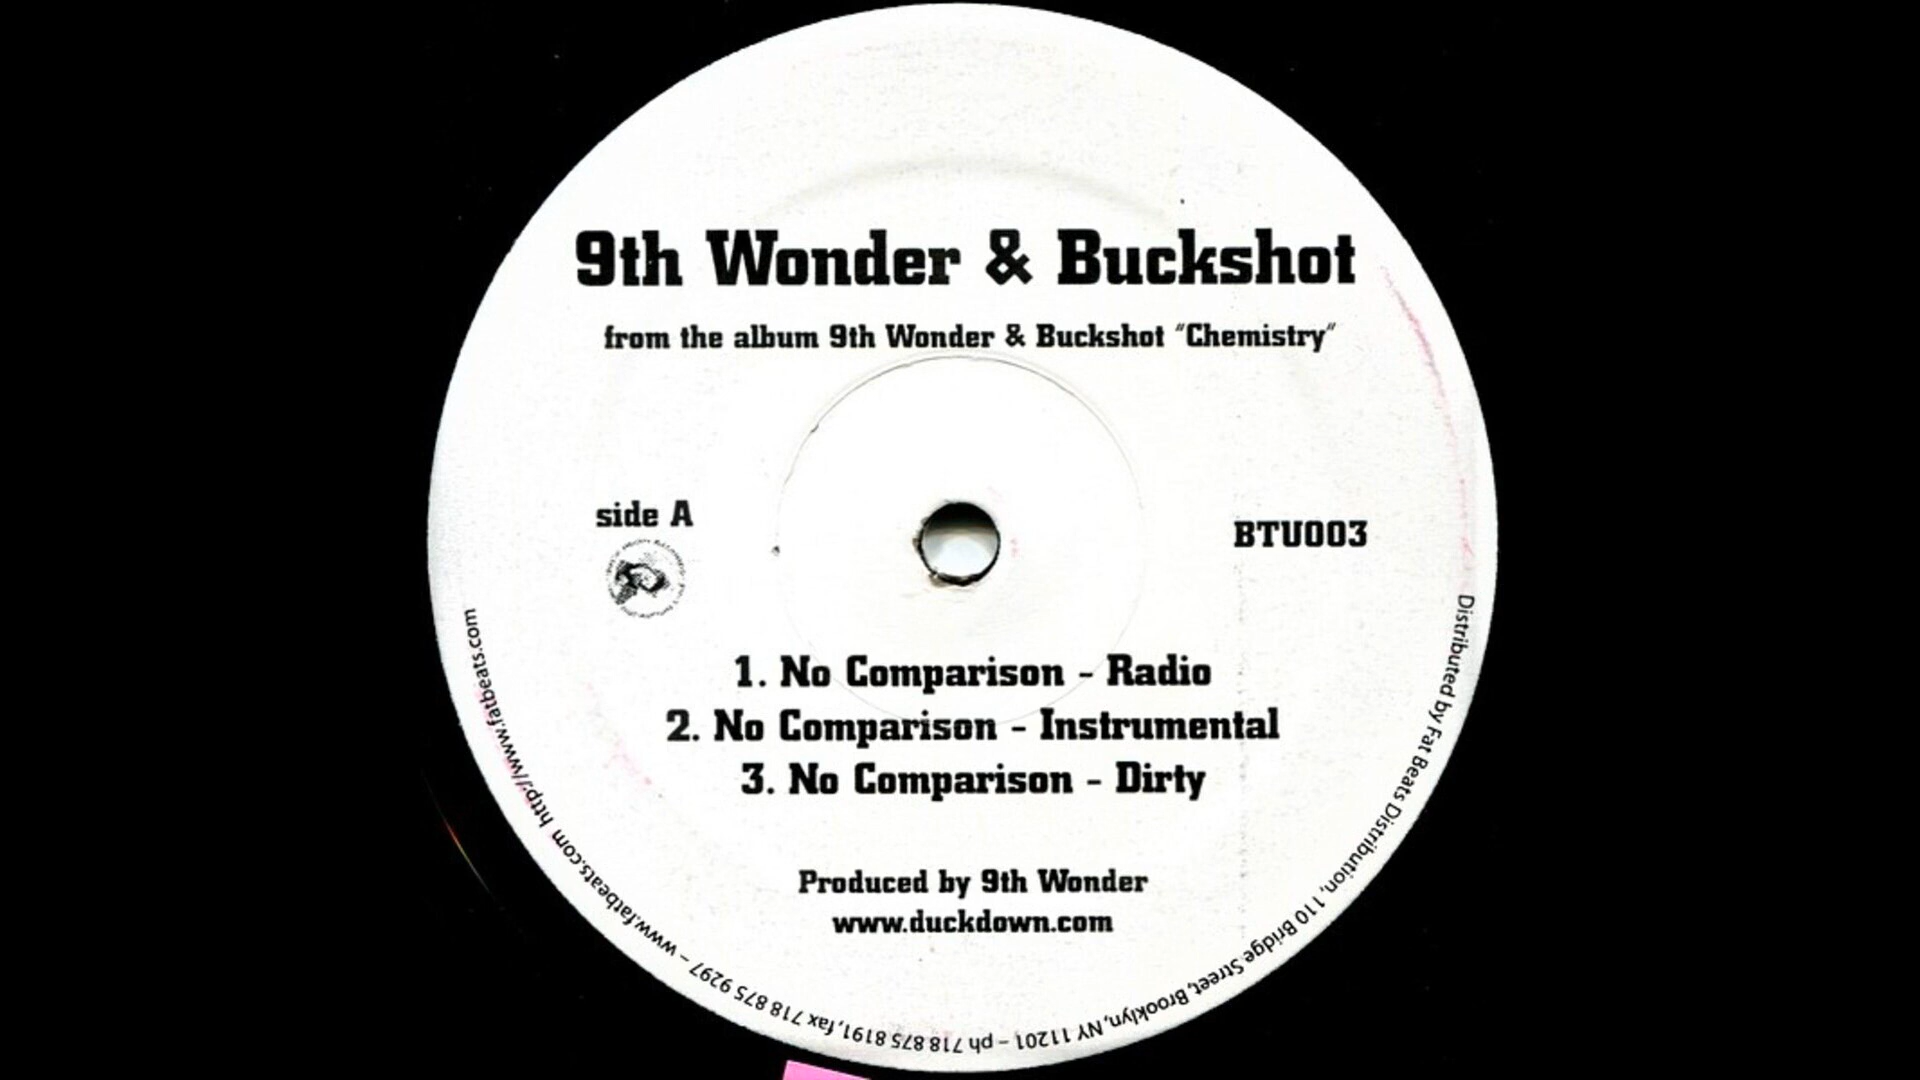 9th Wonder & Buckshot
from the album 9th Wonder & Buckshot "Chemistry"
side A
BTU003
1. No Comparison - Radio
2. No Comparison - Instrumental
3. No Comparison - Dirty
Produced by 9th Wonder
www.duckdown.com
Distributed by Fat Beats Distribution, 110 Bridge Street, Brooklyn, NY 11201 – ph 718 875 8191, fax 718 875 9297 – www.fatbeats.com http://www.fatbeats.com